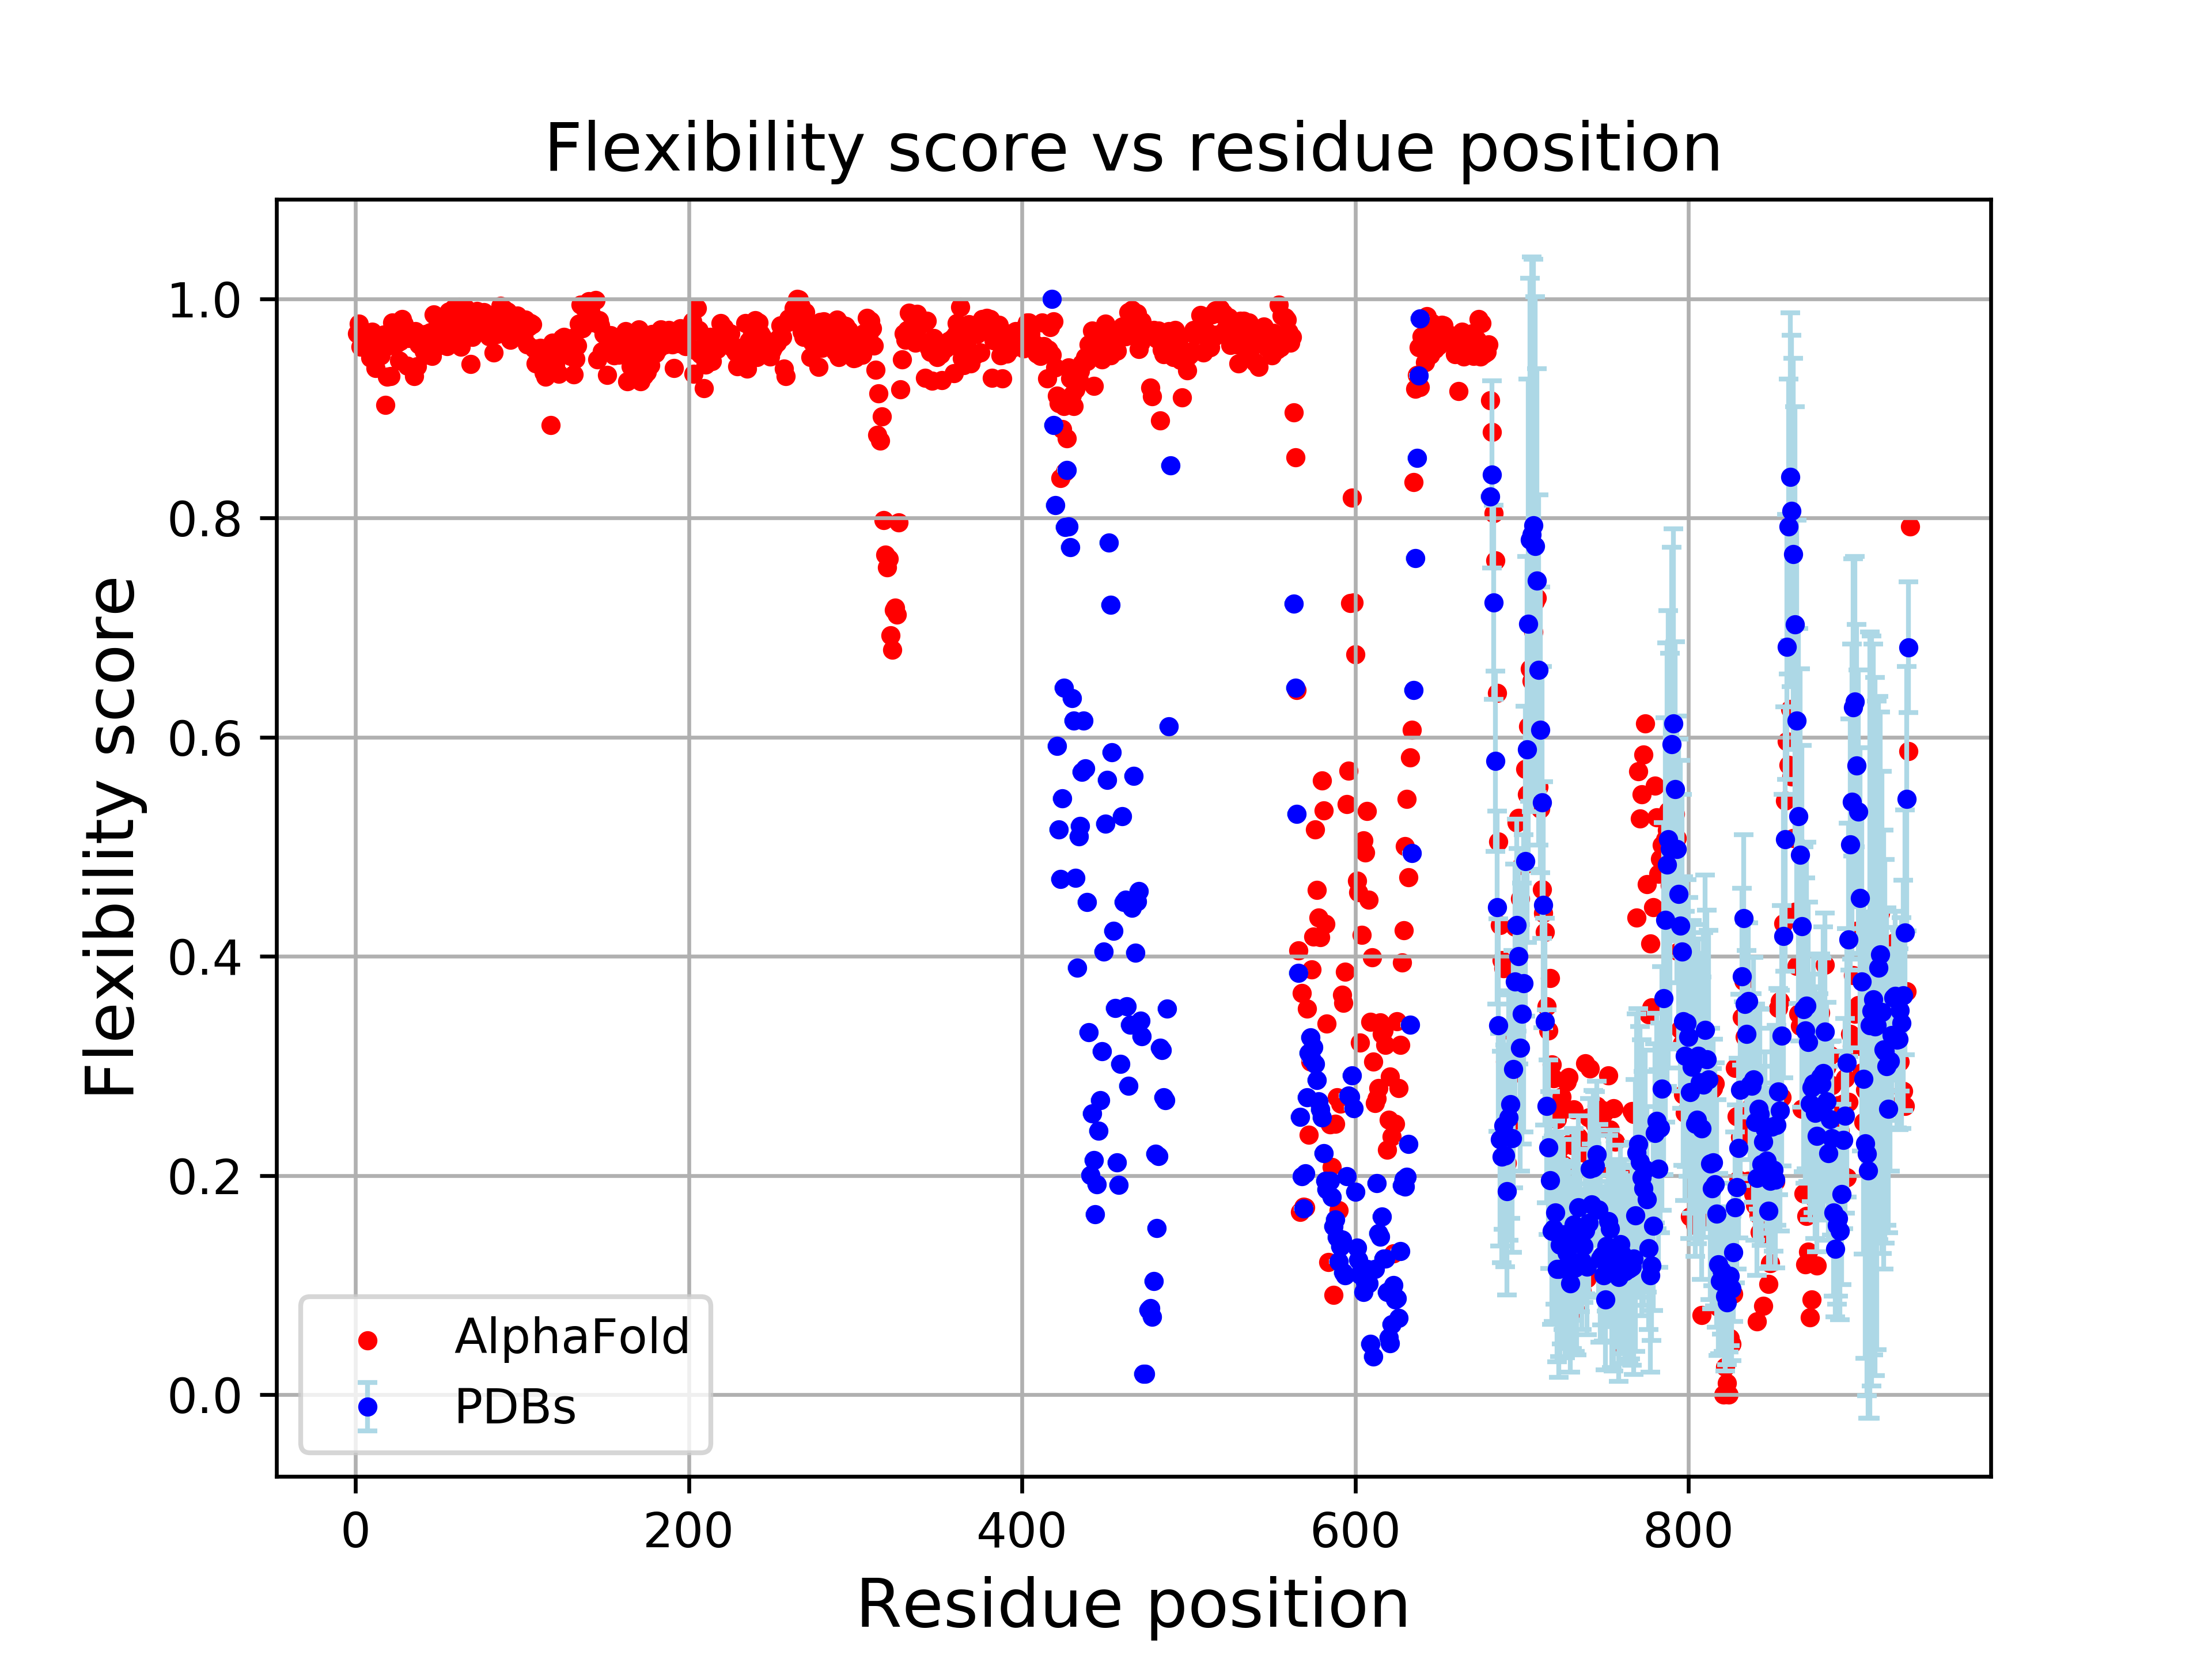 Flexibility score vs residue position
Flexibility score
1.0
0.8
0.6
0.4
0.2
0.0
AlphaFold
PDBs
0 200 400 600 800
Residue position